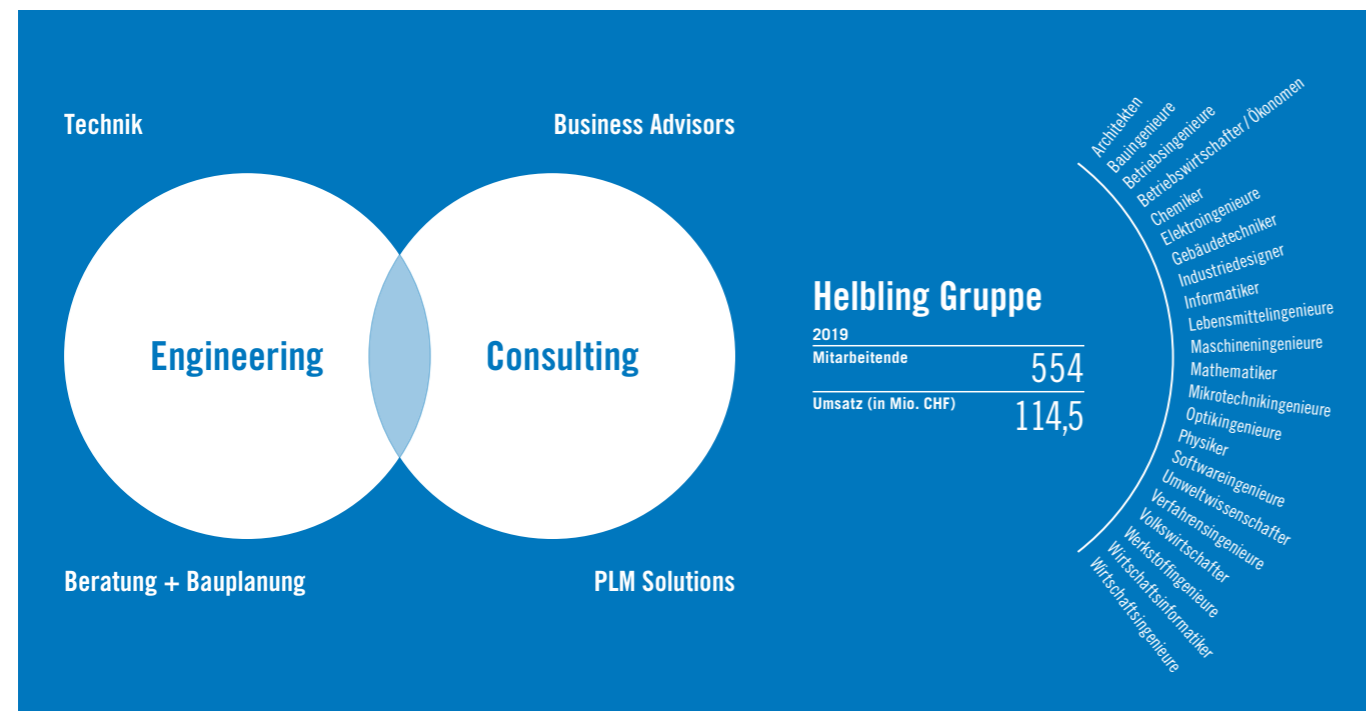 Technik
Business Advisors
Engineering
Consulting
Beratung + Bauplanung
PLM Solutions
Helbling Gruppe
2019
Mitarbeitende 554
Umsatz (in Mio. CHF) 114,5
Architekten
Bauingenieure
Betriebsingenieure
Betriebswirtschafter/Ökonomen
Chemiker
Elektroingenieure
Gebäudetechniker
Industriedesigner
Informatiker
Lebensmittelingenieure
Maschineningenieure
Mathematiker
Mikrotechnikingenieure
Optikingenieure
Physiker
Softwareingenieure
Umweltwissenschafter
Verfahrensingenieure
Volkswirtschafter
Werkstoffingenieure
Wirtschaftsinformatiker
Wirtschaftsingenieure